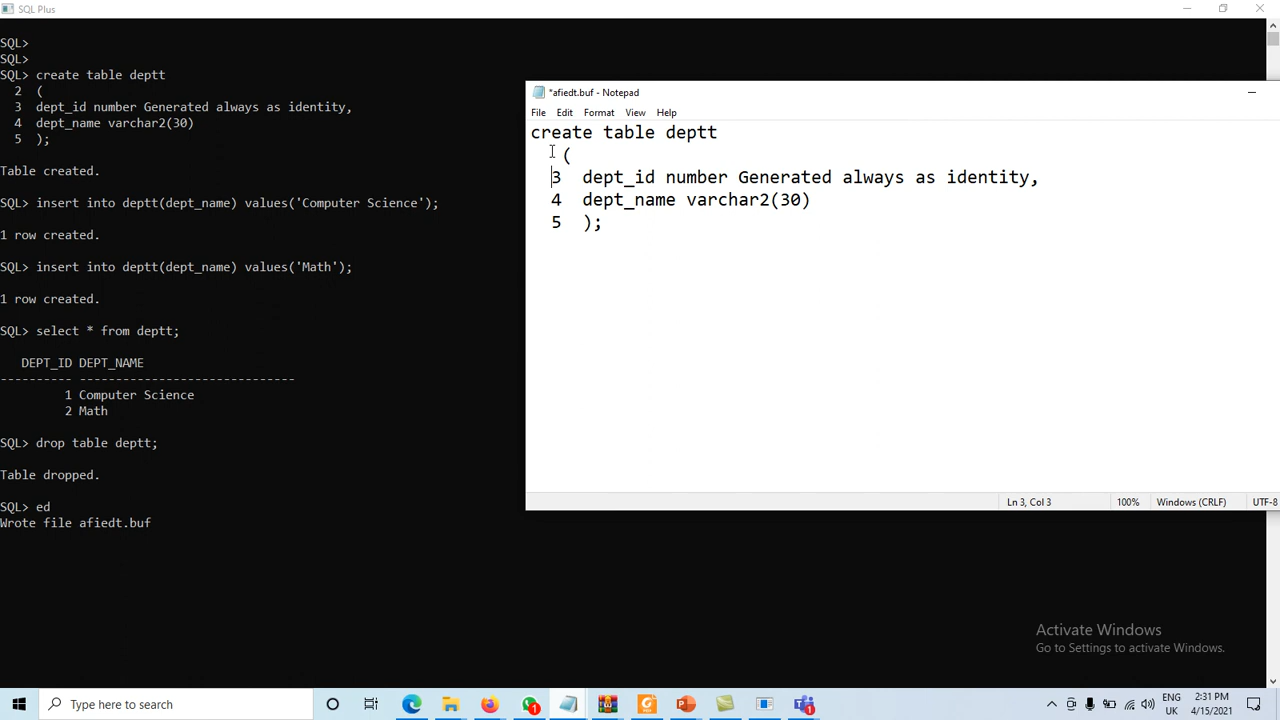 SQL Plus
SQL>
SQL>
SQL> create table deptt
2 (
3 dept_id number Generated always as identity,
4 dept_name varchar2(30)
5 );
Table created.
SQL> insert into deptt(dept_name) values('Computer Science');
1 row created.
SQL> insert into deptt(dept_name) values('Math');
1 row created.
SQL> select * from deptt;
DEPT_ID DEPT_NAME
---------- ------------------------------
1 Computer Science
2 Math
SQL> drop table deptt;
Table dropped.
SQL> ed
Wrote file afiedt.buf
*afiedt.buf - Notepad
File Edit Format View Help
create table deptt
(
3 dept_id number Generated always as identity,
4 dept_name varchar2(30)
5 );
Ln 3, Col 3 100% Windows (CRLF) UTF-8
Activate Windows
Go to Settings to activate Windows.
Type here to search
1
1
ENG
UK
2:31 PM
4/15/2021